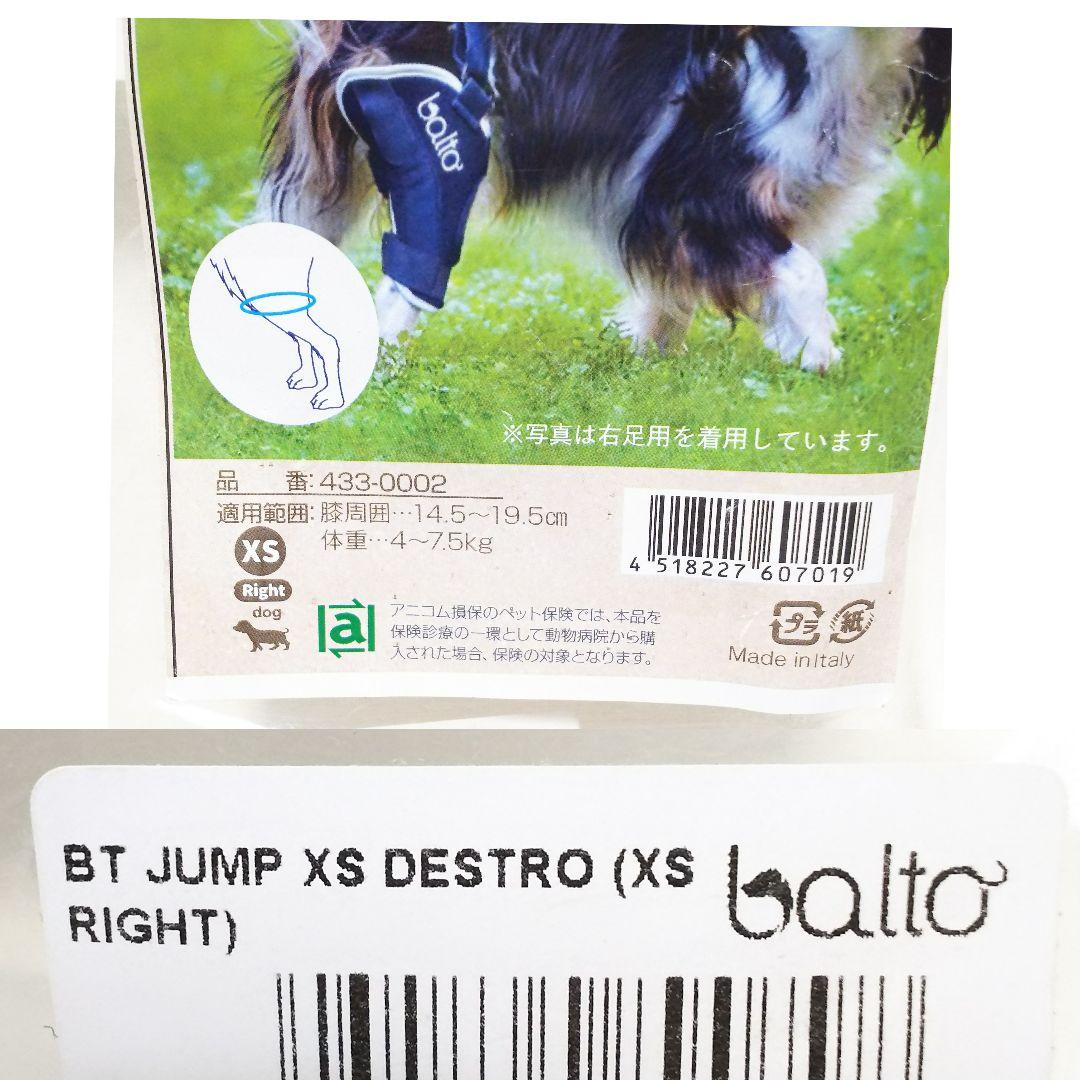 balto
※写真は右足用を着用しています。
品 番:433-0002
適用範囲:膝周囲…14.5〜19.5cm
体重…4〜7.5kg
XS
Right
dog
a
アニコム損保のペット保険では、本品を
保険診療の一環として動物病院から購
入された場合、保険の対象となります。
4 518227 607019
プラ 紙
Made in Italy
BT JUMP XS DESTRO (XS
RIGHT)
balto